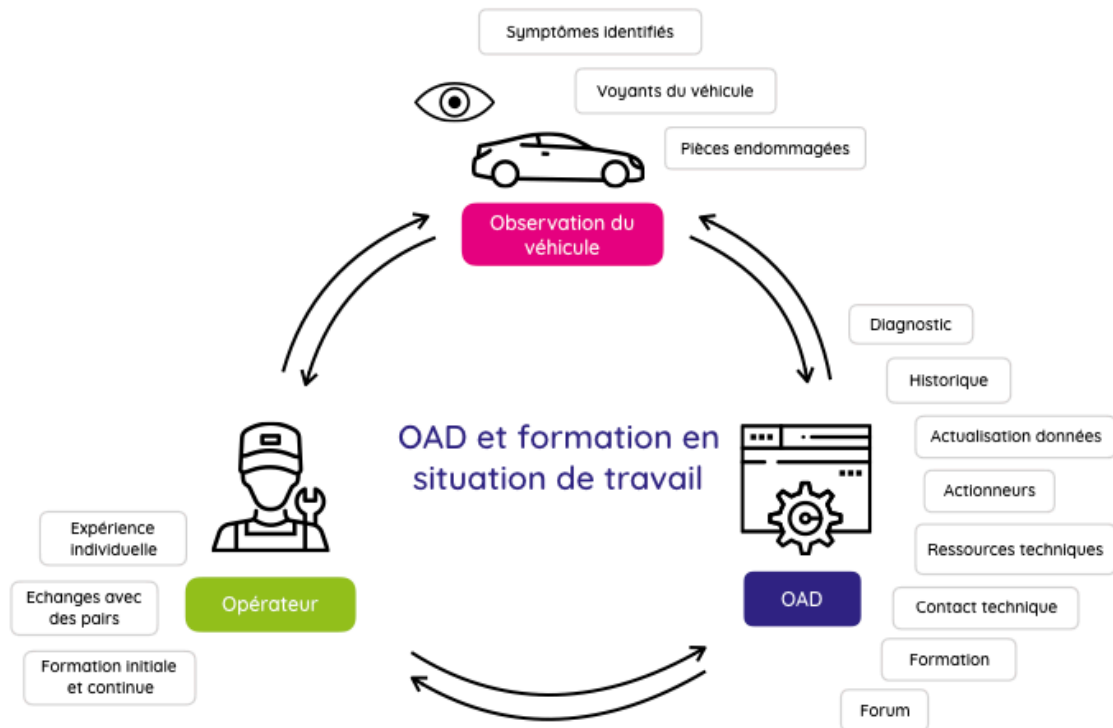 Symptômes identifiés
Voyants du véhicule
Pièces endommagées
Observation du
véhicule
Diagnostic
Historique
Actualisation données
Actionneurs
Ressources techniques
Contact technique
Formation
Forum
OAD
OAD et formation en
situation de travail
Expérience
individuelle
Echanges avec
des pairs
Formation initiale
et continue
Opérateur